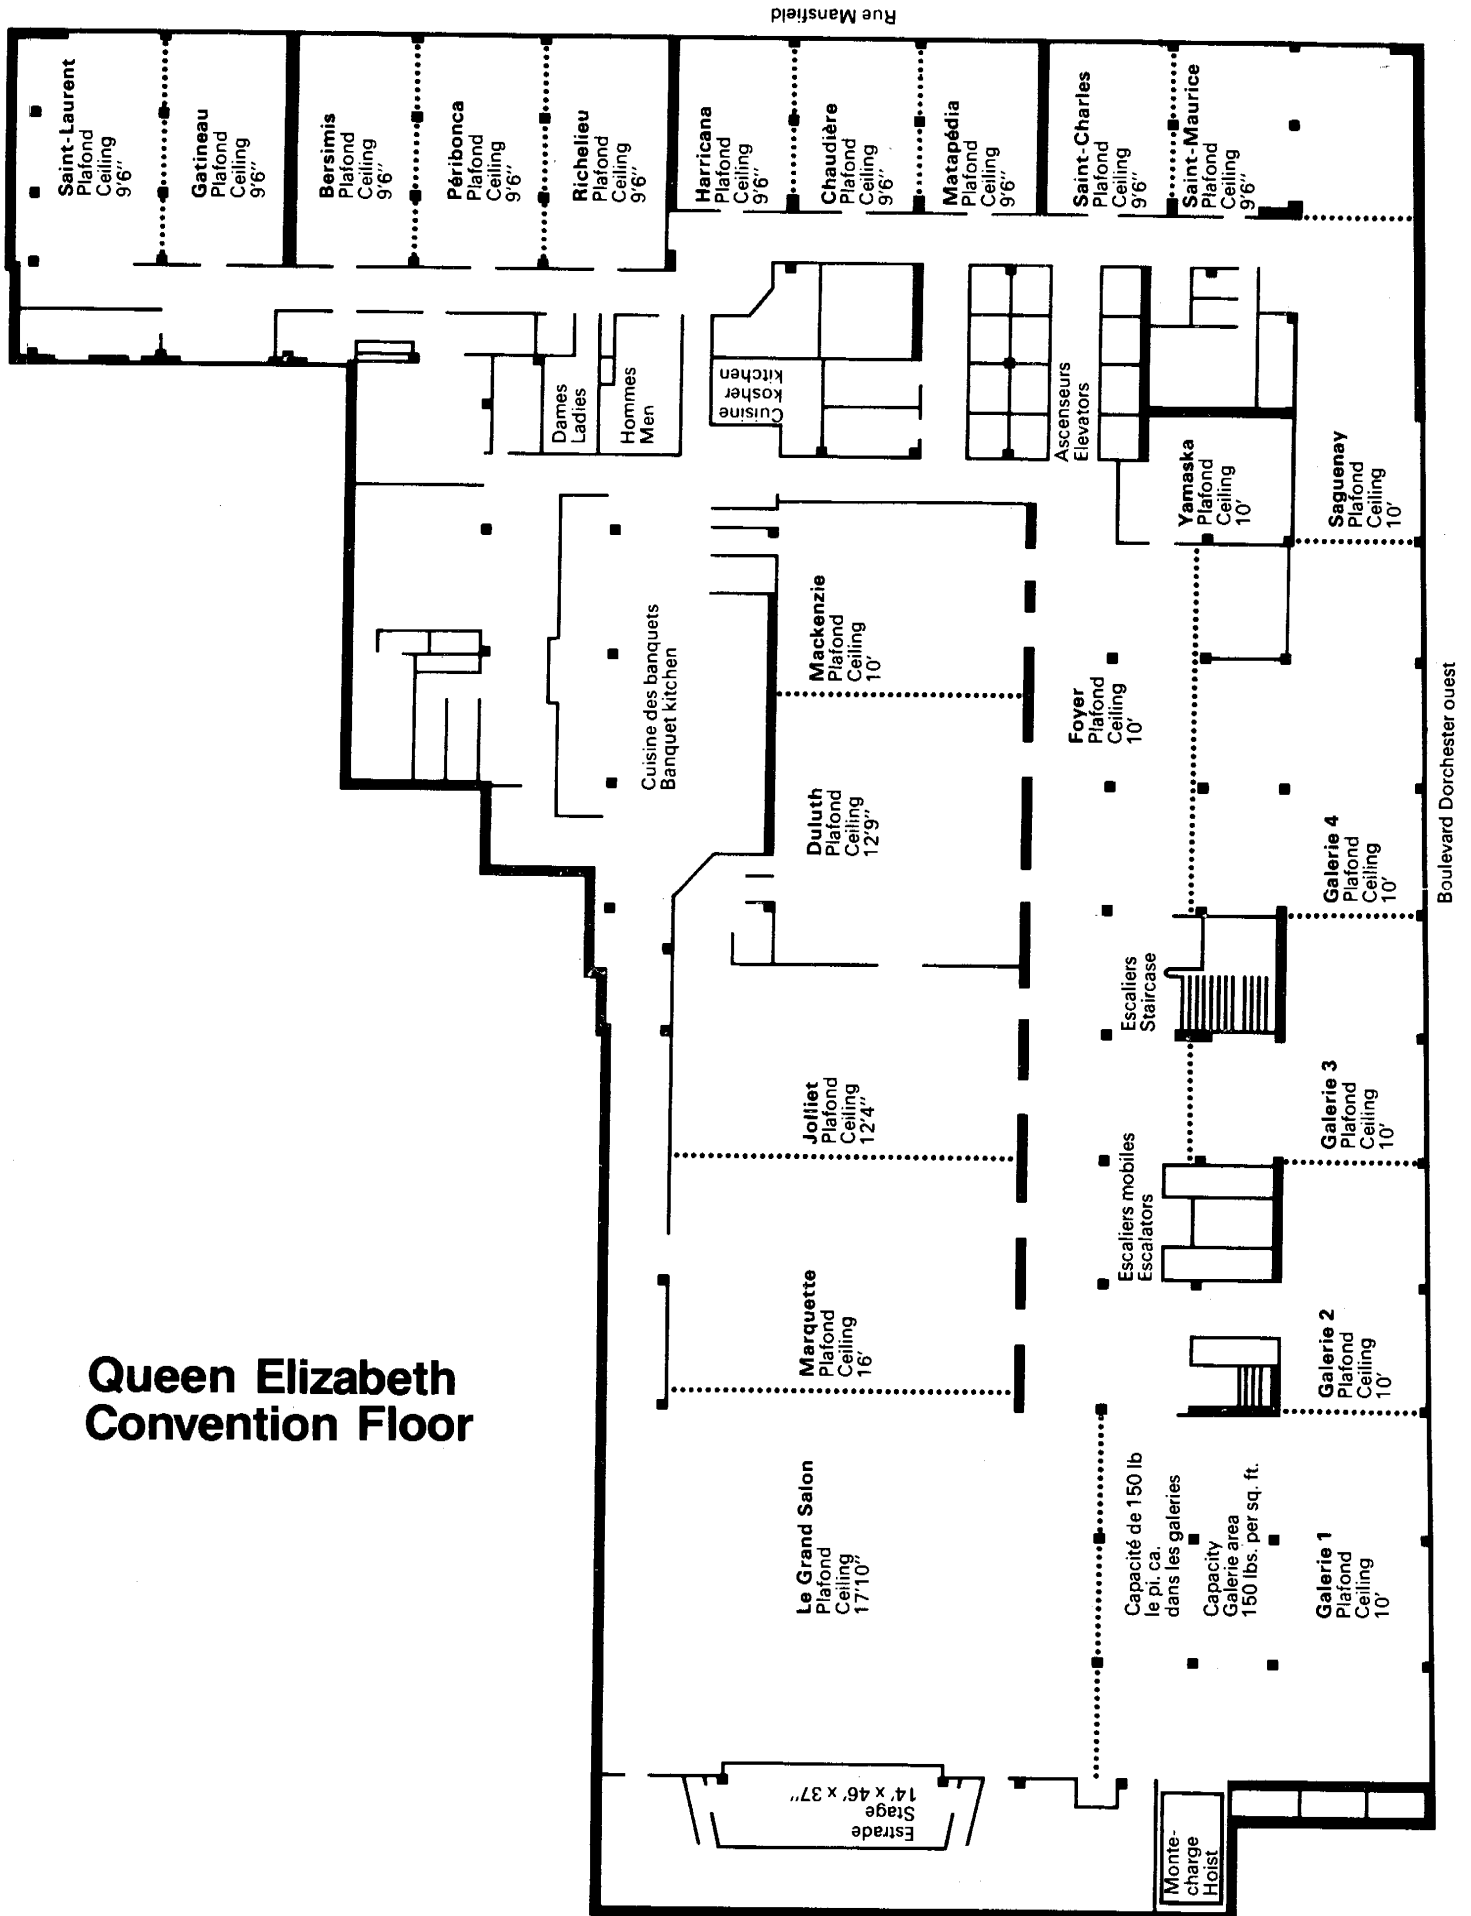 Queen Elizabeth
Convention Floor
Rue Mansfield
Saint-Laurent
Plafond
Ceiling
9'6"
Gatineau
Plafond
Ceiling
9'6"
Bersimis
Plafond
Ceiling
9'6"
Péribonca
Plafond
Ceiling
9'6"
Richelieu
Plafond
Ceiling
9'6"
Harricana
Plafond
Ceiling
9'6"
Chaudière
Plafond
Ceiling
9'6"
Matapédia
Plafond
Ceiling
9'6"
Saint-Charles
Plafond
Ceiling
9'6"
Saint-Maurice
Plafond
Ceiling
9'6"
Dames
Ladies
Hommes
Men
Cuisine
kosher
kitchen
Ascenseurs
Elevators
Yamaska
Plafond
Ceiling
10'
Saguenay
Plafond
Ceiling
10'
Cuisine des banquets
Banquet kitchen
Mackenzie
Plafond
Ceiling
10'
Foyer
Plafond
Ceiling
10'
Duluth
Plafond
Ceiling
12'9"
Galerie 4
Plafond
Ceiling
10'
Boulevard Dorchester ouest
Escaliers
Staircase
Jolliet
Plafond
Ceiling
12'4"
Galerie 3
Plafond
Ceiling
10'
Escaliers mobiles
Escalators
Marquette
Plafond
Ceiling
16'
Galerie 2
Plafond
Ceiling
10'
Le Grand Salon
Plafond
Ceiling
17'10"
Capacité de 150 lb
le pi. ca.
dans les galeries
Capacity
Galerie area
150 lbs. per sq. ft.
Galerie 1
Plafond
Ceiling
10'
Estrade
Stage
14' x 46' x 37"
Monte-
charge
Hoist